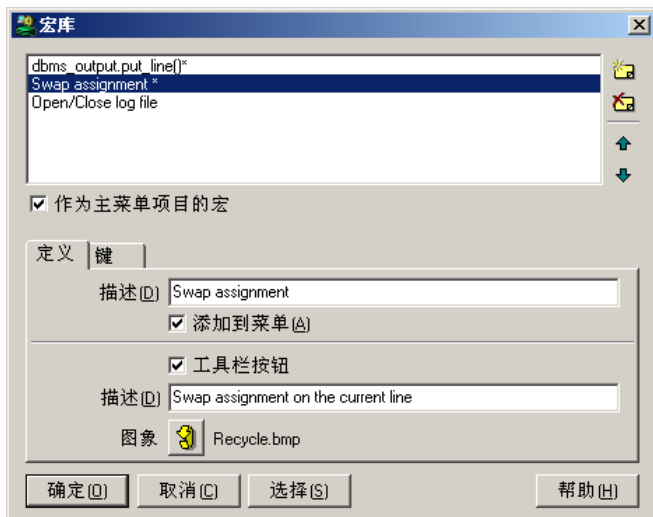 宏库
dbms_output.put_line()*
Swap assignment *
Open/Close log file
作为主菜单项目的宏
定义 键
描述(D) Swap assignment
添加到菜单(A)
工具栏按钮
描述(D) Swap assignment on the current line
图象 Recycle.bmp
确定(O) 取消(C) 选择(S) 帮助(H)